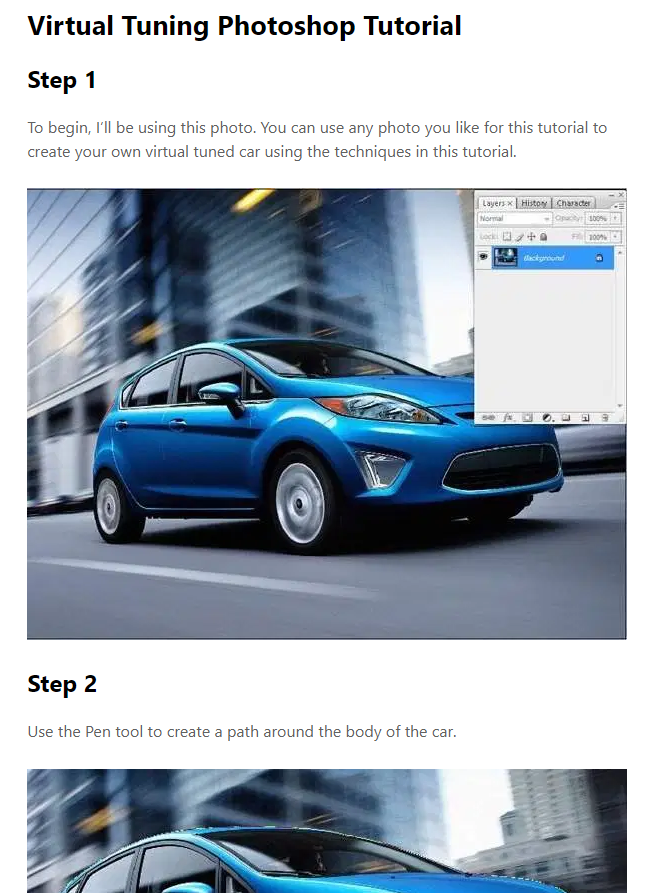 Virtual Tuning Photoshop Tutorial
Step 1
To begin, I’ll be using this photo. You can use any photo you like for this tutorial to
create your own virtual tuned car using the techniques in this tutorial.
Layers × History Character
Normal Opacity: 100%
Lock: Fill: 100%
Background
Step 2
Use the Pen tool to create a path around the body of the car.